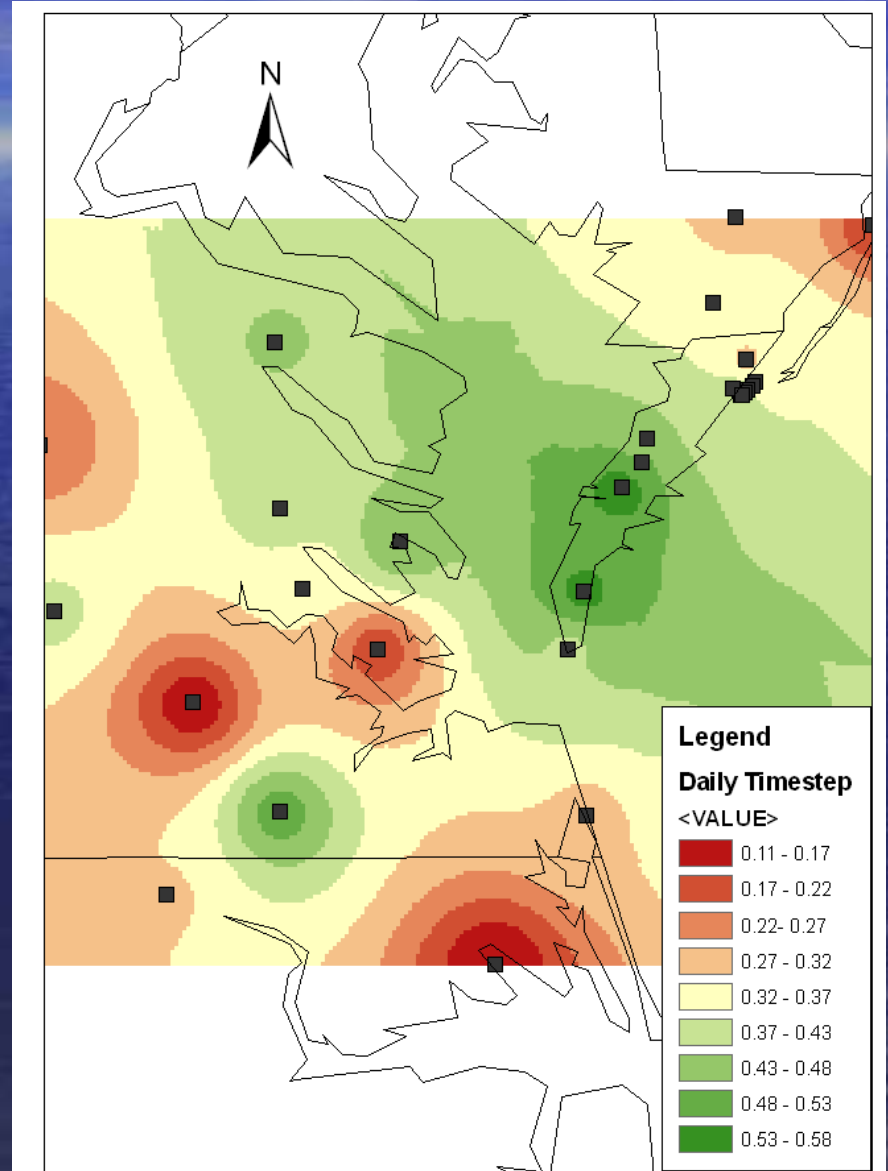 N
Legend
Daily Timestep
<VALUE>
0.11 - 0.17
0.17 - 0.22
0.22- 0.27
0.27 - 0.32
0.32 - 0.37
0.37 - 0.43
0.43 - 0.48
0.48 - 0.53
0.53 - 0.58